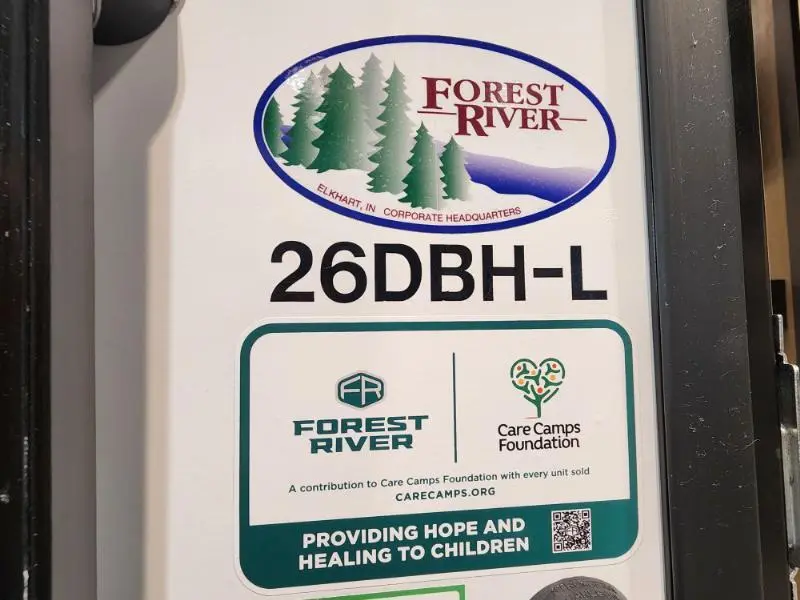 FOREST
RIVER
ELKHART, IN CORPORATE HEADQUARTERS
26DBH-L
FR
FOREST
RIVER
Care Camps
Foundation
A contribution to Care Camps Foundation with every unit sold
CARECAMPS.ORG
PROVIDING HOPE AND
HEALING TO CHILDREN